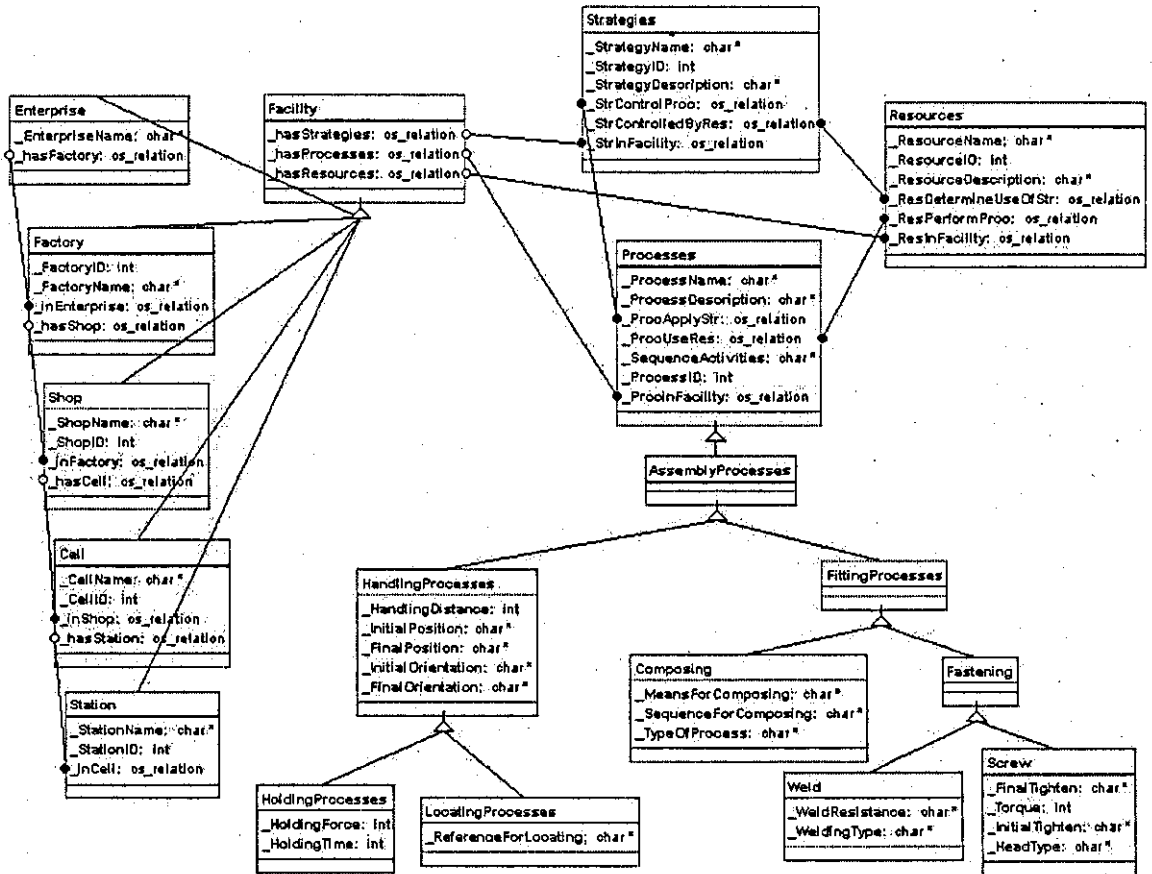 Strategies
_StrategyName: char*
_StrategyID: int
_StrategyDescription: char*
_StrControlProc: os_relation
_StrControlledByRes: os_relation
_StrInFacility: os_relation
Enterprise
_EnterpriseName: char*
_hasFactory: os_relation
Facility
_hasStrategies: os_relation
_hasProcesses: os_relation
_hasResources: os_relation
Resources
_ResourceName: char*
_ResourceID: int
_ResourceDescription: char*
_ResDetermineUseOfStr: os_relation
_ResPerformProc: os_relation
_ResInFacility: os_relation
Factory
_FactoryID: int
_FactoryName: char*
_inEnterprise: os_relation
_hasShop: os_relation
Processes
_ProcessName: char*
_ProcessDescription: char*
_ProcApplyStr: os_relation
_ProcUseRes: os_relation
_SequenceActivities: char*
_ProcessID: int
_ProcInFacility: os_relation
Shop
_ShopName: char*
_ShopID: int
_inFactory: os_relation
_hasCell: os_relation
AssemblyProcesses
Cell
_CellName: char*
_CellID: int
_inShop: os_relation
_hasStation: os_relation
HandlingProcesses
_HandlingDistance: int
_InitialPosition: char*
_FinalPosition: char*
_InitialOrientation: char*
_FinalOrientation: char*
FittingProcesses
Composing
_MeansForComposing: char*
_SequenceForComposing: char*
_TypeOfProcess: char*
Fastening
Station
_StationName: char*
_StationID: int
_inCell: os_relation
HoldingProcesses
_HoldingForce: int
_HoldingTime: int
LocatingProcesses
_ReferenceForLocating: char*
Weld
_WeldResistance: char*
_WeldingType: char*
Screw
_FinalTighten: char*
_Torque: int
_InitialTighten: char*
_HeadType: char*